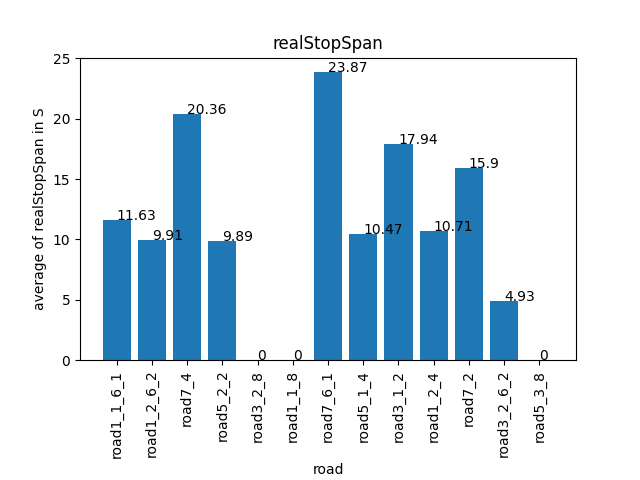 realStopSpan
average of realStopSpan in S
25
20
15
10
5
0
11.63
9.91
20.36
9.89
0
0
23.87
10.47
17.94
10.71
15.9
4.93
0
road1_1_6_1
road1_2_6_2
road7_4
road5_2_2
road3_2_8
road1_1_8
road7_6_1
road5_1_4
road3_1_2
road1_2_4
road7_2
road3_2_6_2
road5_3_8
road